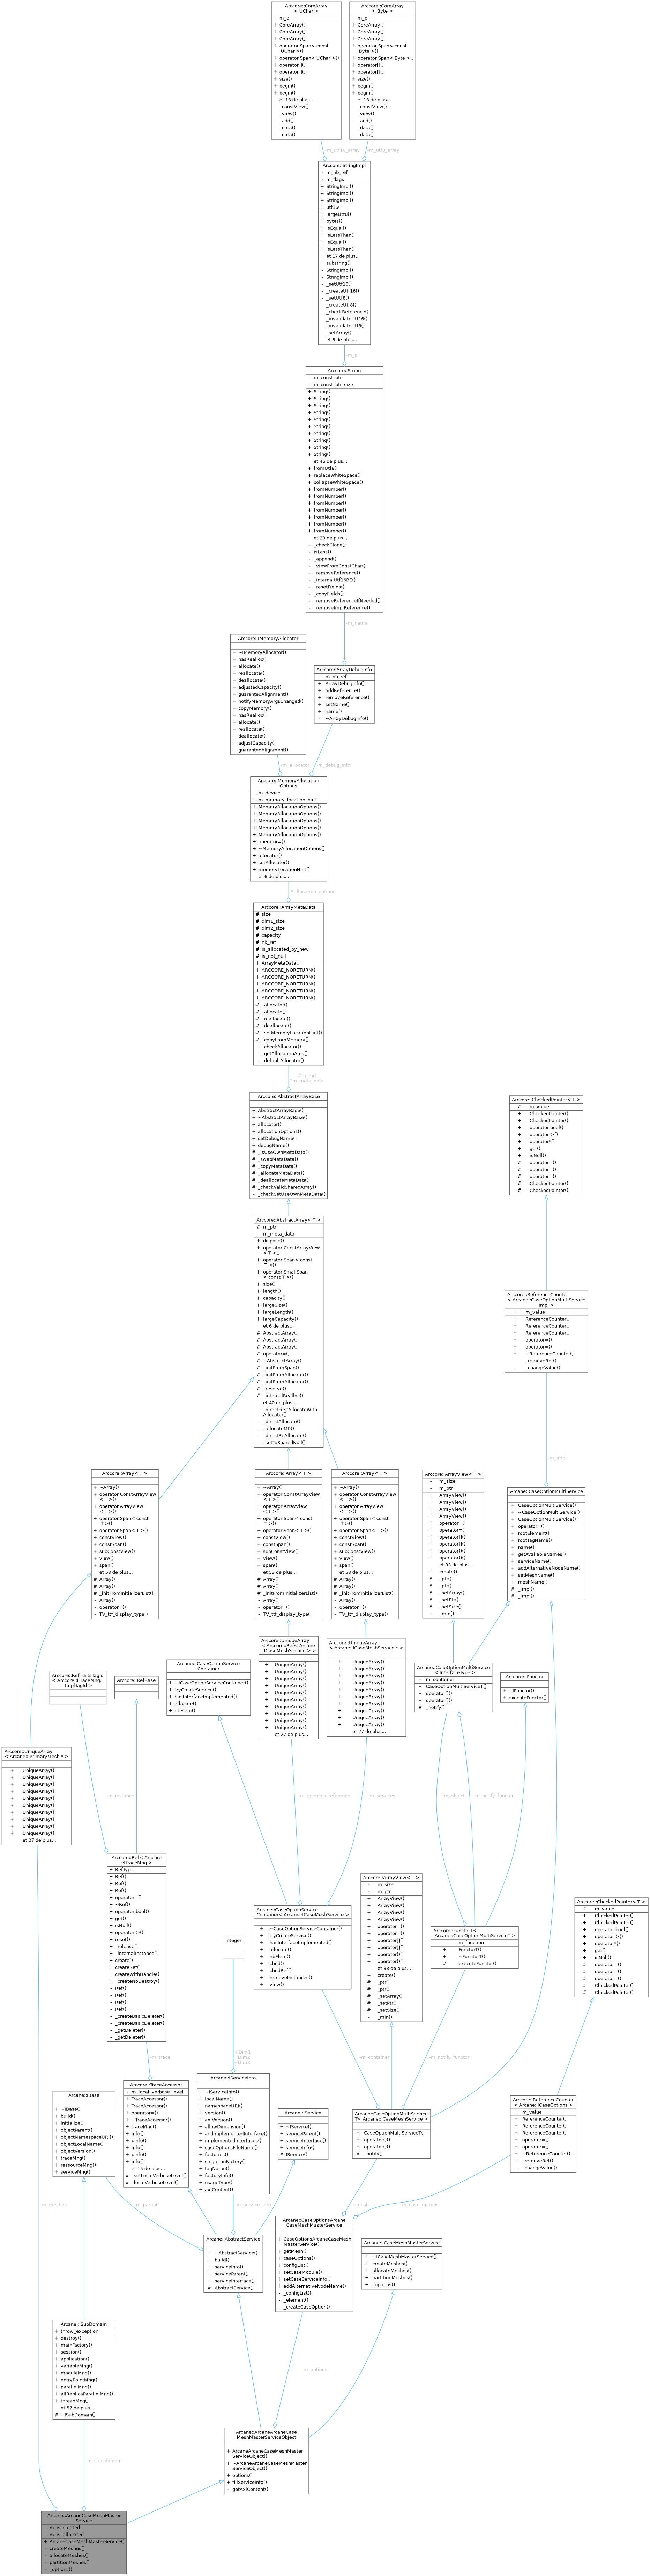 Arccore::CoreArray
< UChar >
- m_p
+ CoreArray()
+ CoreArray()
+ CoreArray()
+ operator Span< const
UChar >()
+ operator Span< UChar >()
+ operator[]()
+ operator[]()
+ size()
+ begin()
+ begin()
et 13 de plus...
- _constView()
- _view()
- _add()
- _data()
- _data()
Arccore::CoreArray
< Byte >
- m_p
+ CoreArray()
+ CoreArray()
+ CoreArray()
+ operator Span< const
Byte >()
+ operator Span< Byte >()
+ operator[]()
+ operator[]()
+ size()
+ begin()
+ begin()
et 13 de plus...
- _constView()
- _view()
- _add()
- _data()
- _data()
-m_utf16_array
-m_utf8_array
Arccore::StringImpl
- m_nb_ref
- m_flags
+ StringImpl()
+ StringImpl()
+ StringImpl()
+ utf16()
+ largeUtf8()
+ bytes()
+ isEqual()
+ isLessThan()
+ isEqual()
+ isLessThan()
et 17 de plus...
+ substring()
- StringImpl()
- StringImpl()
- _setUtf16()
- _createUtf16()
- _setUtf8()
- _createUtf8()
- _checkReference()
- _invalidateUtf16()
- _invalidateUtf8()
- _setArray()
et 6 de plus...
-m_p
Arccore::String
- m_const_ptr
- m_const_ptr_size
+ String()
+ String()
+ String()
+ String()
+ String()
+ String()
+ String()
+ String()
+ String()
+ String()
et 46 de plus...
+ fromUtf8()
+ replaceWhiteSpace()
+ collapseWhiteSpace()
+ fromNumber()
+ fromNumber()
+ fromNumber()
+ fromNumber()
+ fromNumber()
+ fromNumber()
+ fromNumber()
et 20 de plus...
- _checkClone()
- isLess()
- _append()
- _viewFromConstChar()
- _removeReference()
- _internalUtf16BE()
- _resetFields()
- _copyFields()
- _removeReferenceIfNeeded()
- _removeImplReference()
-m_name
Arccore::IMemoryAllocator
+ ~IMemoryAllocator()
+ hasRealloc()
+ allocate()
+ reallocate()
+ deallocate()
+ adjustedCapacity()
+ guarantedAlignment()
+ notifyMemoryArgsChanged()
+ copyMemory()
+ hasRealloc()
+ allocate()
+ reallocate()
+ deallocate()
+ adjustCapacity()
+ guarantedAlignment()
Arccore::ArrayDebugInfo
- m_nb_ref
+ ArrayDebugInfo()
+ addReference()
+ removeReference()
+ setName()
+ name()
- ~ArrayDebugInfo()
-m_allocator
-m_debug_info
Arccore::MemoryAllocation
Options
- m_device
- m_memory_location_hint
+ MemoryAllocationOptions()
+ MemoryAllocationOptions()
+ MemoryAllocationOptions()
+ MemoryAllocationOptions()
+ MemoryAllocationOptions()
+ operator=()
+ ~MemoryAllocationOptions()
+ allocator()
+ setAllocator()
+ memoryLocationHint()
et 6 de plus...
#allocation_options
Arccore::ArrayMetaData
# size
# dim1_size
# dim2_size
# capacity
# nb_ref
# is_allocated_by_new
# is_not_null
+ ArrayMetaData()
+ ARCCORE_NORETURN()
+ ARCCORE_NORETURN()
+ ARCCORE_NORETURN()
+ ARCCORE_NORETURN()
+ ARCCORE_NORETURN()
# _allocator()
# _allocate()
# _reallocate()
# _deallocate()
# _setMemoryLocationHint()
# _copyFromMemory()
- _checkAllocator()
- _getAllocationArgs()
- _defaultAllocator()
#m_md
#m_meta_data
Arccore::AbstractArrayBase
+ AbstractArrayBase()
+ ~AbstractArrayBase()
+ allocator()
+ allocationOptions()
+ setDebugName()
+ debugName()
# _isUseOwnMetaData()
# _swapMetaData()
# _copyMetaData()
# _allocateMetaData()
# _deallocateMetaData()
# _checkValidSharedArray()
- _checkSetUseOwnMetaData()
Arccore::AbstractArray< T >
# m_ptr
- m_meta_data
+ dispose()
+ operator ConstArrayView
< T >()
+ operator Span< const
T >()
+ operator SmallSpan
< const T >()
+ size()
+ length()
+ capacity()
+ largeSize()
+ largeLength()
+ largeCapacity()
et 6 de plus...
# AbstractArray()
# AbstractArray()
# AbstractArray()
# operator=()
# ~AbstractArray()
# _initFromSpan()
# _initFromAllocator()
# _initFromAllocator()
# _reserve()
# _internalRealloc()
et 40 de plus...
- _directFirstAllocateWith
Allocator()
- _directAllocate()
- _allocateMP()
- _directReAllocate()
- _setToSharedNull()
Arccore::CheckedPointer< T >
# m_value
+ CheckedPointer()
+ CheckedPointer()
+ operator bool()
+ operator->()
+ operator*()
+ get()
+ isNull()
# operator=()
# operator=()
# operator=()
# CheckedPointer()
# CheckedPointer()
Arccore::ReferenceCounter
< Arcane::CaseOptionMultiService
Impl >
+ m_value
+ ReferenceCounter()
+ ReferenceCounter()
+ ReferenceCounter()
+ operator=()
+ operator=()
+ ~ReferenceCounter()
- _removeRef()
- _changeValue()
-m_impl
Arccore::Array< T >
+ ~Array()
+ operator ConstArrayView
< T >()
+ operator ArrayView
< T >()
+ operator Span< const
T >()
+ operator Span< T >()
+ constView()
+ constSpan()
+ subConstView()
+ view()
+ span()
et 53 de plus...
# Array()
# Array()
# _initFromInitializerList()
- Array()
- operator=()
- TV_ttf_display_type()
Arccore::Array< T >
+ ~Array()
+ operator ConstArrayView
< T >()
+ operator ArrayView
< T >()
+ operator Span< const
T >()
+ operator Span< T >()
+ constView()
+ constSpan()
+ subConstView()
+ view()
+ span()
et 53 de plus...
# Array()
# Array()
# _initFromInitializerList()
- Array()
- operator=()
- TV_ttf_display_type()
Arccore::Array< T >
+ ~Array()
+ operator ConstArrayView
< T >()
+ operator ArrayView
< T >()
+ operator Span< const
T >()
+ operator Span< T >()
+ constView()
+ constSpan()
+ subConstView()
+ view()
+ span()
et 53 de plus...
# Array()
# Array()
# _initFromInitializerList()
- Array()
- operator=()
- TV_ttf_display_type()
Arccore::ArrayView< T >
- m_size
- m_ptr
+ ArrayView()
+ ArrayView()
+ ArrayView()
+ ArrayView()
+ operator=()
+ operator=()
+ operator[]()
+ operator[]()
+ operator()()
+ operator()()
et 33 de plus...
+ create()
# _ptr()
# _ptr()
# _setArray()
# _setPtr()
# _setSize()
- _min()
Arcane::CaseOptionMultiService
+ CaseOptionMultiService()
+ ~CaseOptionMultiService()
+ CaseOptionMultiService()
+ operator=()
+ rootElement()
+ rootTagName()
+ name()
+ getAvailableNames()
+ serviceName()
+ addAlternativeNodeName()
+ setMeshName()
+ meshName()
# _impl()
# _impl()
Arccore::RefTraitsTagId
< Arccore::ITraceMng,
ImplTagId >
Arccore::RefBase
Arcane::ICaseOptionService
Container
+ ~ICaseOptionServiceContainer()
+ tryCreateService()
+ hasInterfaceImplemented()
+ allocate()
+ nbElem()
Arccore::UniqueArray
< Arccore::Ref< Arcane
::ICaseMeshService > >
+ UniqueArray()
+ UniqueArray()
+ UniqueArray()
+ UniqueArray()
+ UniqueArray()
+ UniqueArray()
+ UniqueArray()
+ UniqueArray()
+ UniqueArray()
+ UniqueArray()
et 27 de plus...
Arccore::UniqueArray
< Arcane::ICaseMeshService * >
+ UniqueArray()
+ UniqueArray()
+ UniqueArray()
+ UniqueArray()
+ UniqueArray()
+ UniqueArray()
+ UniqueArray()
+ UniqueArray()
+ UniqueArray()
+ UniqueArray()
et 27 de plus...
Arcane::CaseOptionMultiService
T< InterfaceType >
- m_container
+ CaseOptionMultiServiceT()
+ operator()()
+ operator()()
# _notify()
Arccore::IFunctor
+ ~IFunctor()
+ executeFunctor()
Arccore::UniqueArray
< Arcane::IPrimaryMesh * >
+ UniqueArray()
+ UniqueArray()
+ UniqueArray()
+ UniqueArray()
+ UniqueArray()
+ UniqueArray()
+ UniqueArray()
+ UniqueArray()
+ UniqueArray()
+ UniqueArray()
et 27 de plus...
-m_instance
-m_services_reference
-m_services
-m_object
-m_notify_functor
Arccore::Ref< Arccore
::ITraceMng >
+ RefType
+ Ref()
+ Ref()
+ Ref()
+ operator=()
+ ~Ref()
+ operator bool()
+ get()
+ isNull()
+ operator->()
+ reset()
+ _release()
+ _internalInstance()
+ create()
+ createRef()
+ createWithHandle()
+ _createNoDestroy()
- Ref()
- Ref()
- Ref()
- Ref()
- _createBasicDeleter()
- _createBasicDeleter()
- _getDeleter()
- _getDeleter()
Arcane::CaseOptionService
Container< Arcane::ICaseMeshService >
+ ~CaseOptionServiceContainer()
+ tryCreateService()
+ hasInterfaceImplemented()
+ allocate()
+ nbElem()
+ child()
+ childRef()
+ removeInstances()
+ view()
Arccore::ArrayView< T >
- m_size
- m_ptr
+ ArrayView()
+ ArrayView()
+ ArrayView()
+ ArrayView()
+ operator=()
+ operator=()
+ operator[]()
+ operator[]()
+ operator()()
+ operator()()
et 33 de plus...
+ create()
# _ptr()
# _ptr()
# _setArray()
# _setPtr()
# _setSize()
- _min()
Arccore::FunctorT<
Arcane::CaseOptionMultiServiceT >
- m_function
+ FunctorT()
+ ~FunctorT()
# executeFunctor()
Arccore::CheckedPointer< T >
# m_value
+ CheckedPointer()
+ CheckedPointer()
+ operator bool()
+ operator->()
+ operator*()
+ get()
+ isNull()
# operator=()
# operator=()
# operator=()
# CheckedPointer()
# CheckedPointer()
Integer
+Dim1
+Dim2
+Dim3
-m_trace
-m_container
-m_notify_functor
Arcane::IBase
+ ~IBase()
+ build()
+ initialize()
+ objectParent()
+ objectNamespaceURI()
+ objectLocalName()
+ objectVersion()
+ traceMng()
+ ressourceMng()
+ serviceMng()
Arccore::TraceAccessor
- m_local_verbose_level
+ TraceAccessor()
+ TraceAccessor()
+ operator=()
+ ~TraceAccessor()
+ traceMng()
+ info()
+ pinfo()
+ info()
+ pinfo()
+ info()
et 15 de plus...
# _setLocalVerboseLevel()
# _localVerboseLevel()
Arcane::IServiceInfo
+ ~IServiceInfo()
+ localName()
+ namespaceURI()
+ version()
+ axlVersion()
+ allowDimension()
+ addImplementedInterface()
+ implementedInterfaces()
+ caseOptionsFileName()
+ factories()
+ singletonFactory()
+ tagName()
+ factoryInfo()
+ usageType()
+ axlContent()
Arcane::IService
+ ~IService()
+ serviceParent()
+ serviceInterface()
+ serviceInfo()
# IService()
Arcane::CaseOptionMultiService
T< Arcane::ICaseMeshService >
+ CaseOptionMultiServiceT()
+ operator()()
+ operator()()
# _notify()
Arccore::ReferenceCounter
< Arcane::ICaseOptions >
+ m_value
+ ReferenceCounter()
+ ReferenceCounter()
+ ReferenceCounter()
+ operator=()
+ operator=()
+ ~ReferenceCounter()
- _removeRef()
- _changeValue()
-m_meshes
-m_parent
-m_service_info
+mesh
-m_case_options
Arcane::AbstractService
+ ~AbstractService()
+ build()
+ serviceInfo()
+ serviceParent()
+ serviceInterface()
# AbstractService()
Arcane::CaseOptionsArcane
CaseMeshMasterService
+ CaseOptionsArcaneCaseMesh
MasterService()
+ getMesh()
+ caseOptions()
+ configList()
+ setCaseModule()
+ setCaseServiceInfo()
+ addAlternativeNodeName()
- _configList()
- _element()
- _createCaseOption()
Arcane::ICaseMeshMasterService
+ ~ICaseMeshMasterService()
+ createMeshes()
+ allocateMeshes()
+ partitionMeshes()
+ _options()
Arcane::ISubDomain
+ throw_exception
+ destroy()
+ mainFactory()
+ session()
+ application()
+ variableMng()
+ moduleMng()
+ entryPointMng()
+ parallelMng()
+ allReplicaParallelMng()
+ threadMng()
et 57 de plus...
# ~ISubDomain()
-m_options
Arcane::ArcaneArcaneCase
MeshMasterServiceObject
+ ArcaneArcaneCaseMeshMaster
ServiceObject()
+ ~ArcaneArcaneCaseMeshMaster
ServiceObject()
+ options()
+ fillServiceInfo()
- getAxlContent()
-m_sub_domain
Arcane::ArcaneCaseMeshMaster
Service
- m_is_created
- m_is_allocated
+ ArcaneCaseMeshMasterService()
- createMeshes()
- allocateMeshes()
- partitionMeshes()
- _options()